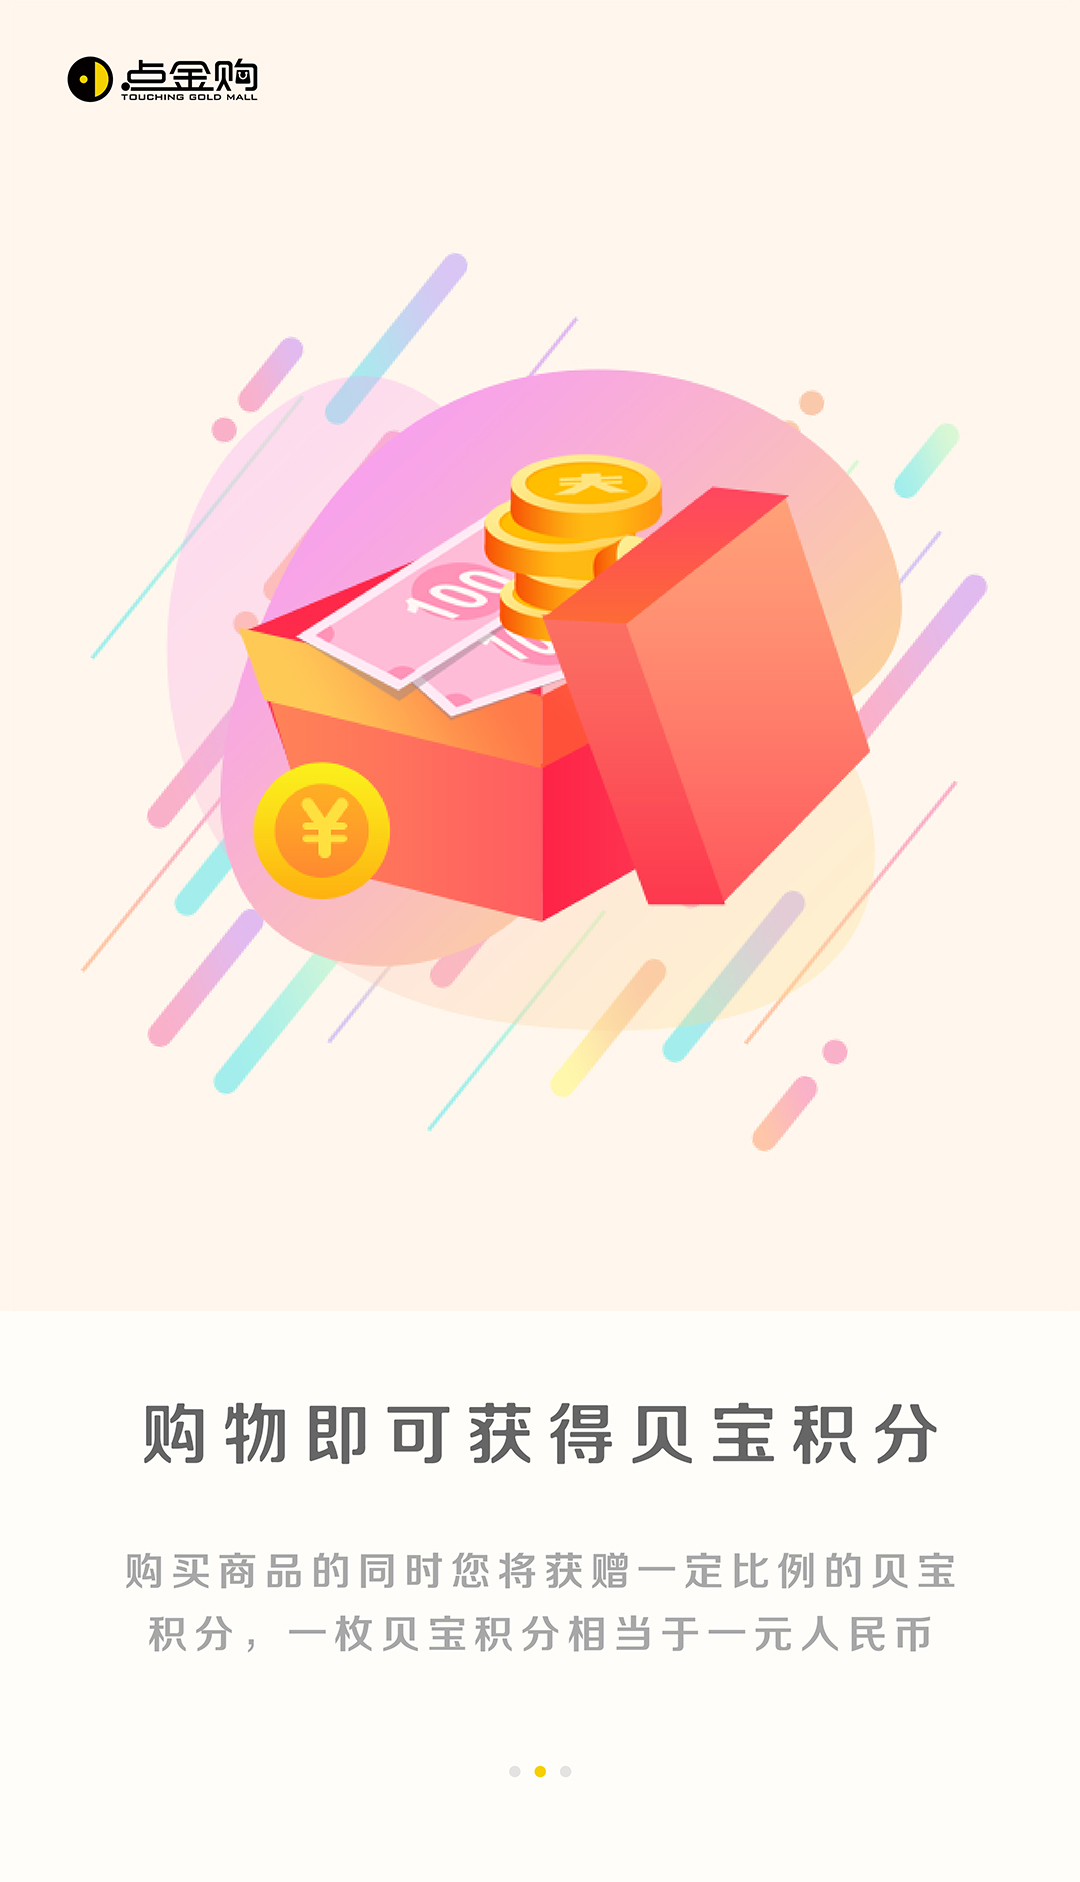 点金购
TOUCHING GOLD MALL
100
10
¥
购物即可获得贝宝积分
购买商品的同时您将获赠一定比例的贝宝
积分，一枚贝宝积分相当于一元人民币